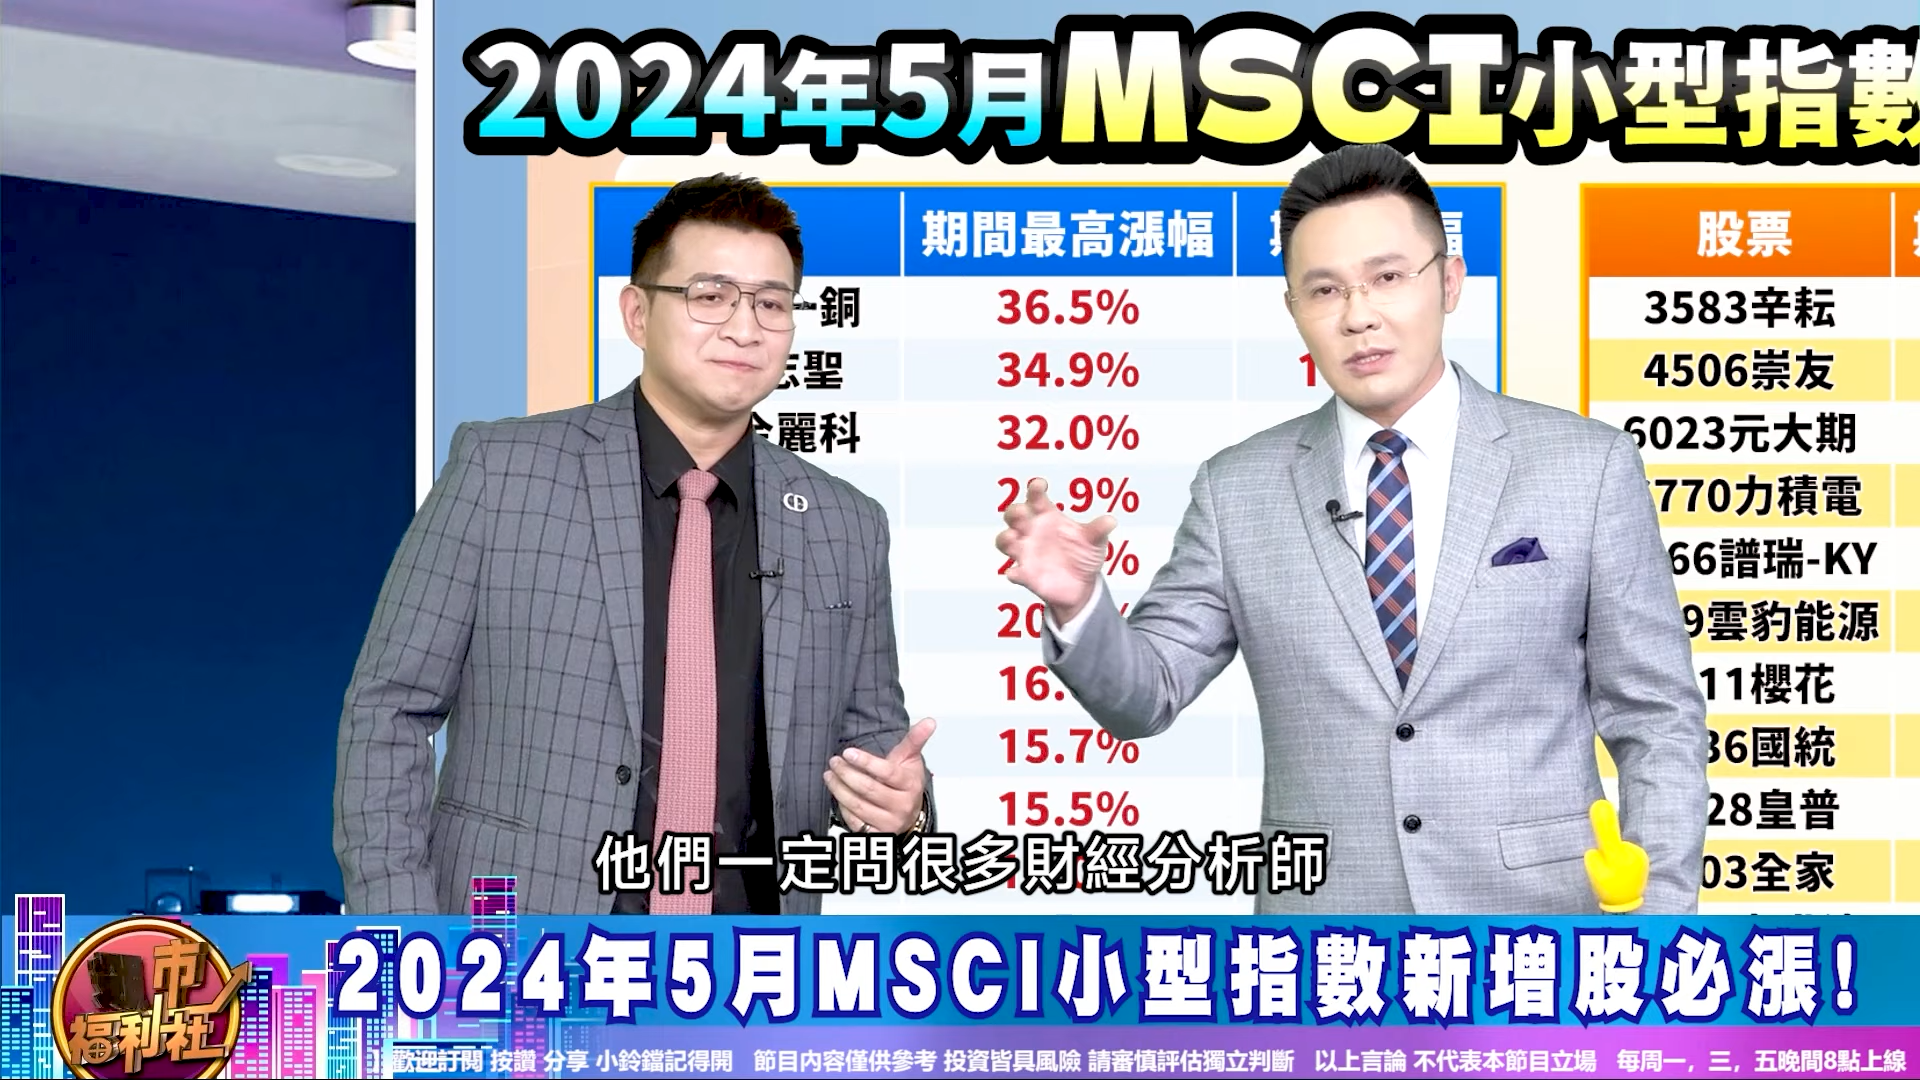 2024年5月MSCI小型指數
期間最高漲幅
股票
銅
36.5%
3583辛耘
志聖
34.9%
4506崇友
金麗科
32.0%
6023元大期
6770力積電
66譜瑞-KY
20
9雲豹能源
16.
11櫻花
15.7%
36國統
15.5%
28皇普
03全家
他們一定問很多財經分析師
2024年5月MSCI小型指數新增股必漲!
市
福利社
歡迎訂閱 按讚 分享 小鈴鐺記得開 節目內容僅供參考 投資皆具風險 請審慎評估獨立判斷 以上言論 不代表本節目立場 每周一，三，五晚間8點上線